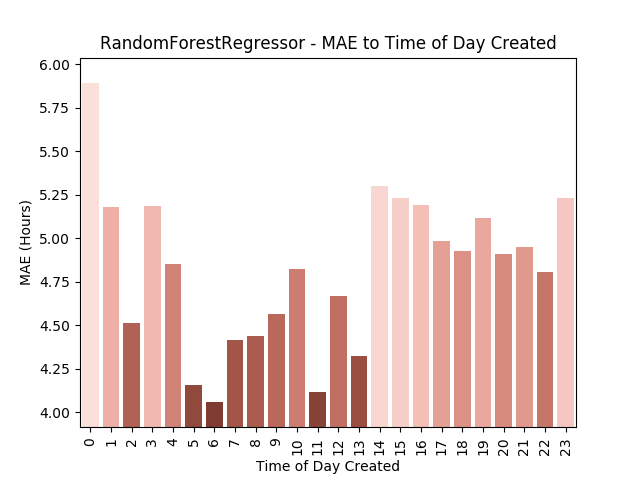 RandomForestRegressor - MAE to Time of Day Created
6.00
5.75
5.50
5.25
5.00
4.75
4.50
4.25
4.00
MAE (Hours)
0 1 2 3 4 5 6 7 8 9 10 11 12 13 14 15 16 17 18 19 20 21 22 23
Time of Day Created